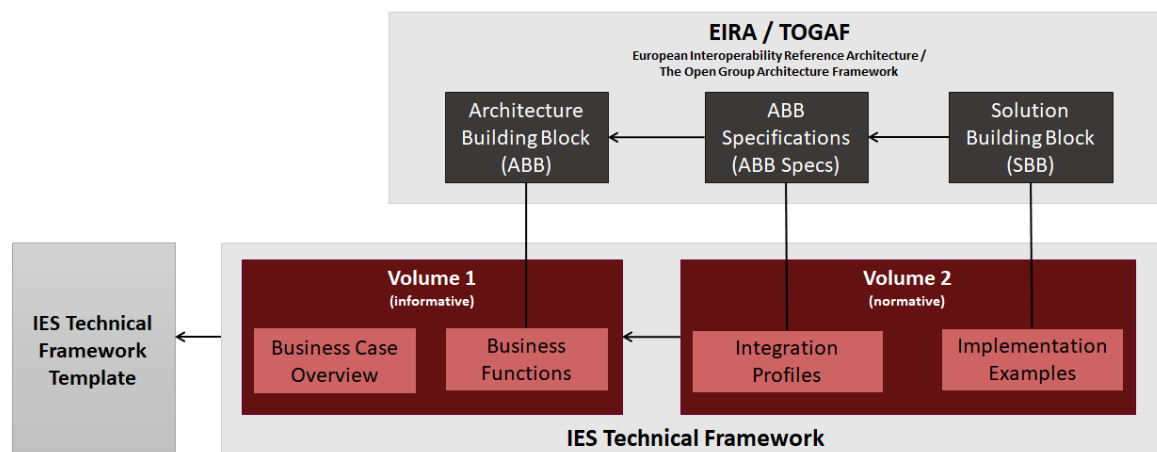 EIRA / TOGAF
European Interoperability Reference Architecture /
The Open Group Architecture Framework
Architecture
Building Block
(ABB)
ABB
Specifications
(ABB Specs)
Solution
Building Block
(SBB)
IES Technical
Framework
Template
Volume 1
(informative)
Business Case
Overview
Business
Functions
Volume 2
(normative)
Integration
Profiles
Implementation
Examples
IES Technical Framework